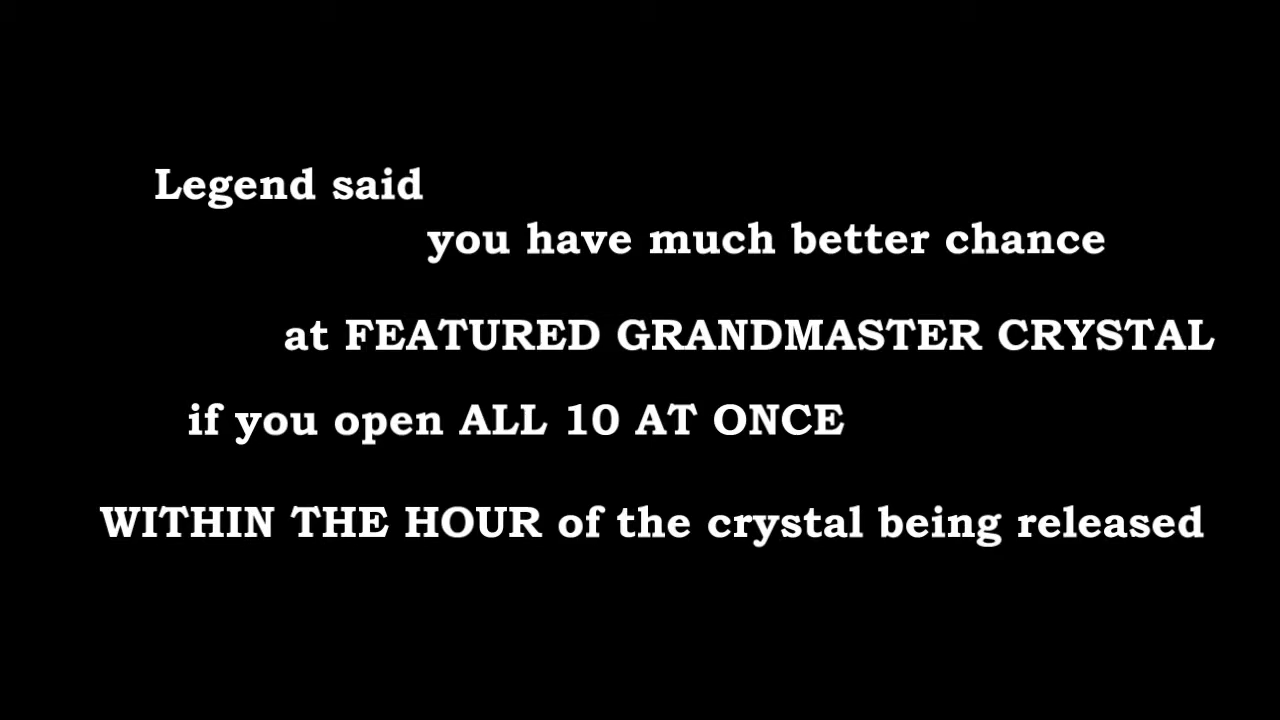 Legend said
you have much better chance
at FEATURED GRANDMASTER CRYSTAL
if you open ALL 10 AT ONCE
WITHIN THE HOUR of the crystal being released